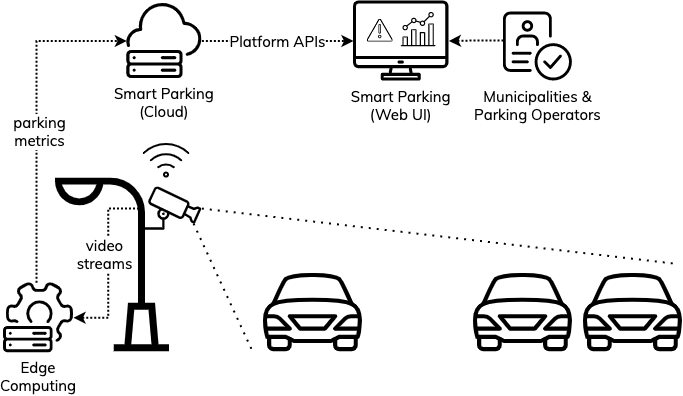 Platform APIs
Smart Parking
(Cloud)
Smart Parking
(Web UI)
Municipalities &
Parking Operators
parking
metrics
video
streams
Edge
Computing